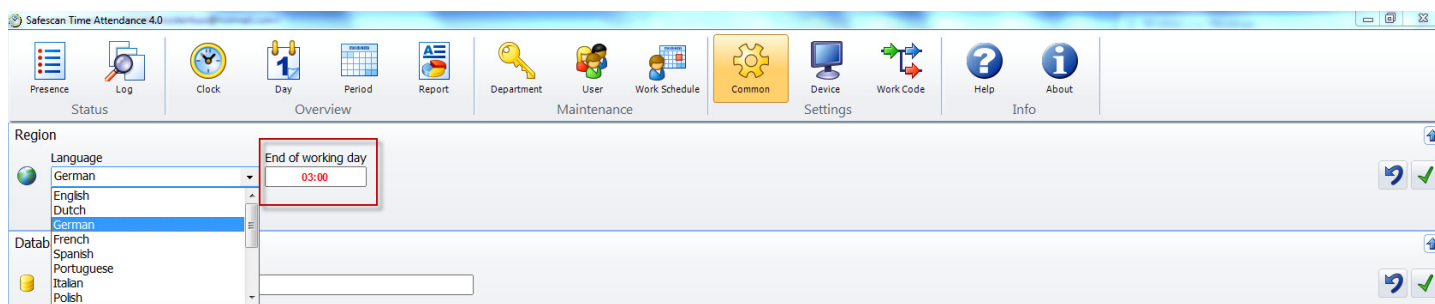 Safescan Time Attendance 4.0
Presence Log Clock Day Period Report Department User Work Schedule Common Device Work Code Help About
Status Overview Maintenance Settings Info
Region
Language End of working day
German 03:00
English
Dutch
German
French
Datab
Spanish
Portuguese
Italian
Polish